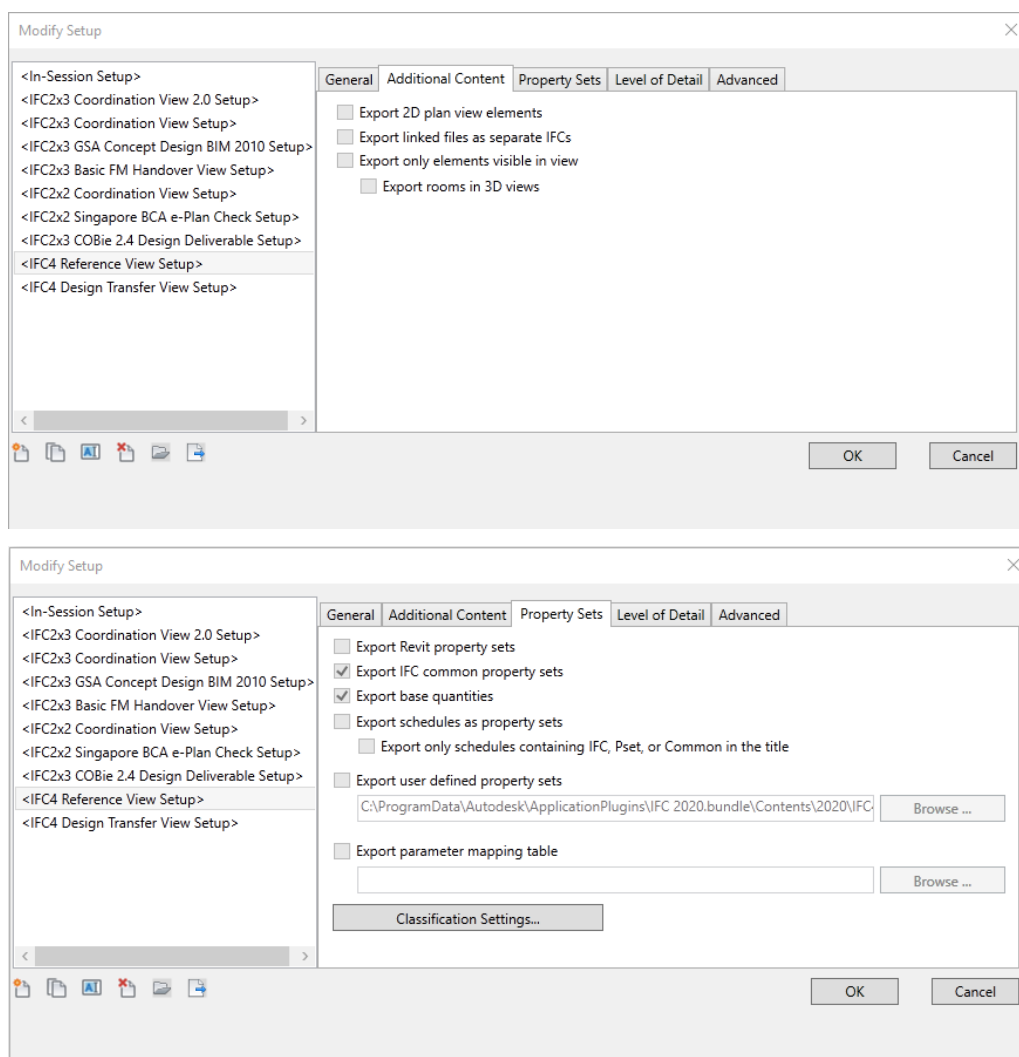 Modify Setup
<In-Session Setup>
<IFC2x3 Coordination View 2.0 Setup>
<IFC2x3 Coordination View Setup>
<IFC2x3 GSA Concept Design BIM 2010 Setup>
<IFC2x3 Basic FM Handover View Setup>
<IFC2x2 Coordination View Setup>
<IFC2x2 Singapore BCA e-Plan Check Setup>
<IFC2x3 COBie 2.4 Design Deliverable Setup>
<IFC4 Reference View Setup>
<IFC4 Design Transfer View Setup>
General Additional Content Property Sets Level of Detail Advanced
Export 2D plan view elements
Export linked files as separate IFCs
Export only elements visible in view
Export rooms in 3D views
OK Cancel
Modify Setup
<In-Session Setup>
<IFC2x3 Coordination View 2.0 Setup>
<IFC2x3 Coordination View Setup>
<IFC2x3 GSA Concept Design BIM 2010 Setup>
<IFC2x3 Basic FM Handover View Setup>
<IFC2x2 Coordination View Setup>
<IFC2x2 Singapore BCA e-Plan Check Setup>
<IFC2x3 COBie 2.4 Design Deliverable Setup>
<IFC4 Reference View Setup>
<IFC4 Design Transfer View Setup>
General Additional Content Property Sets Level of Detail Advanced
Export Revit property sets
Export IFC common property sets
Export base quantities
Export schedules as property sets
Export only schedules containing IFC, Pset, or Common in the title
Export user defined property sets
C:\ProgramData\Autodesk\ApplicationPlugins\IFC 2020.bundle\Contents\2020\IFC Browse ...
Export parameter mapping table
Browse ...
Classification Settings...
OK Cancel